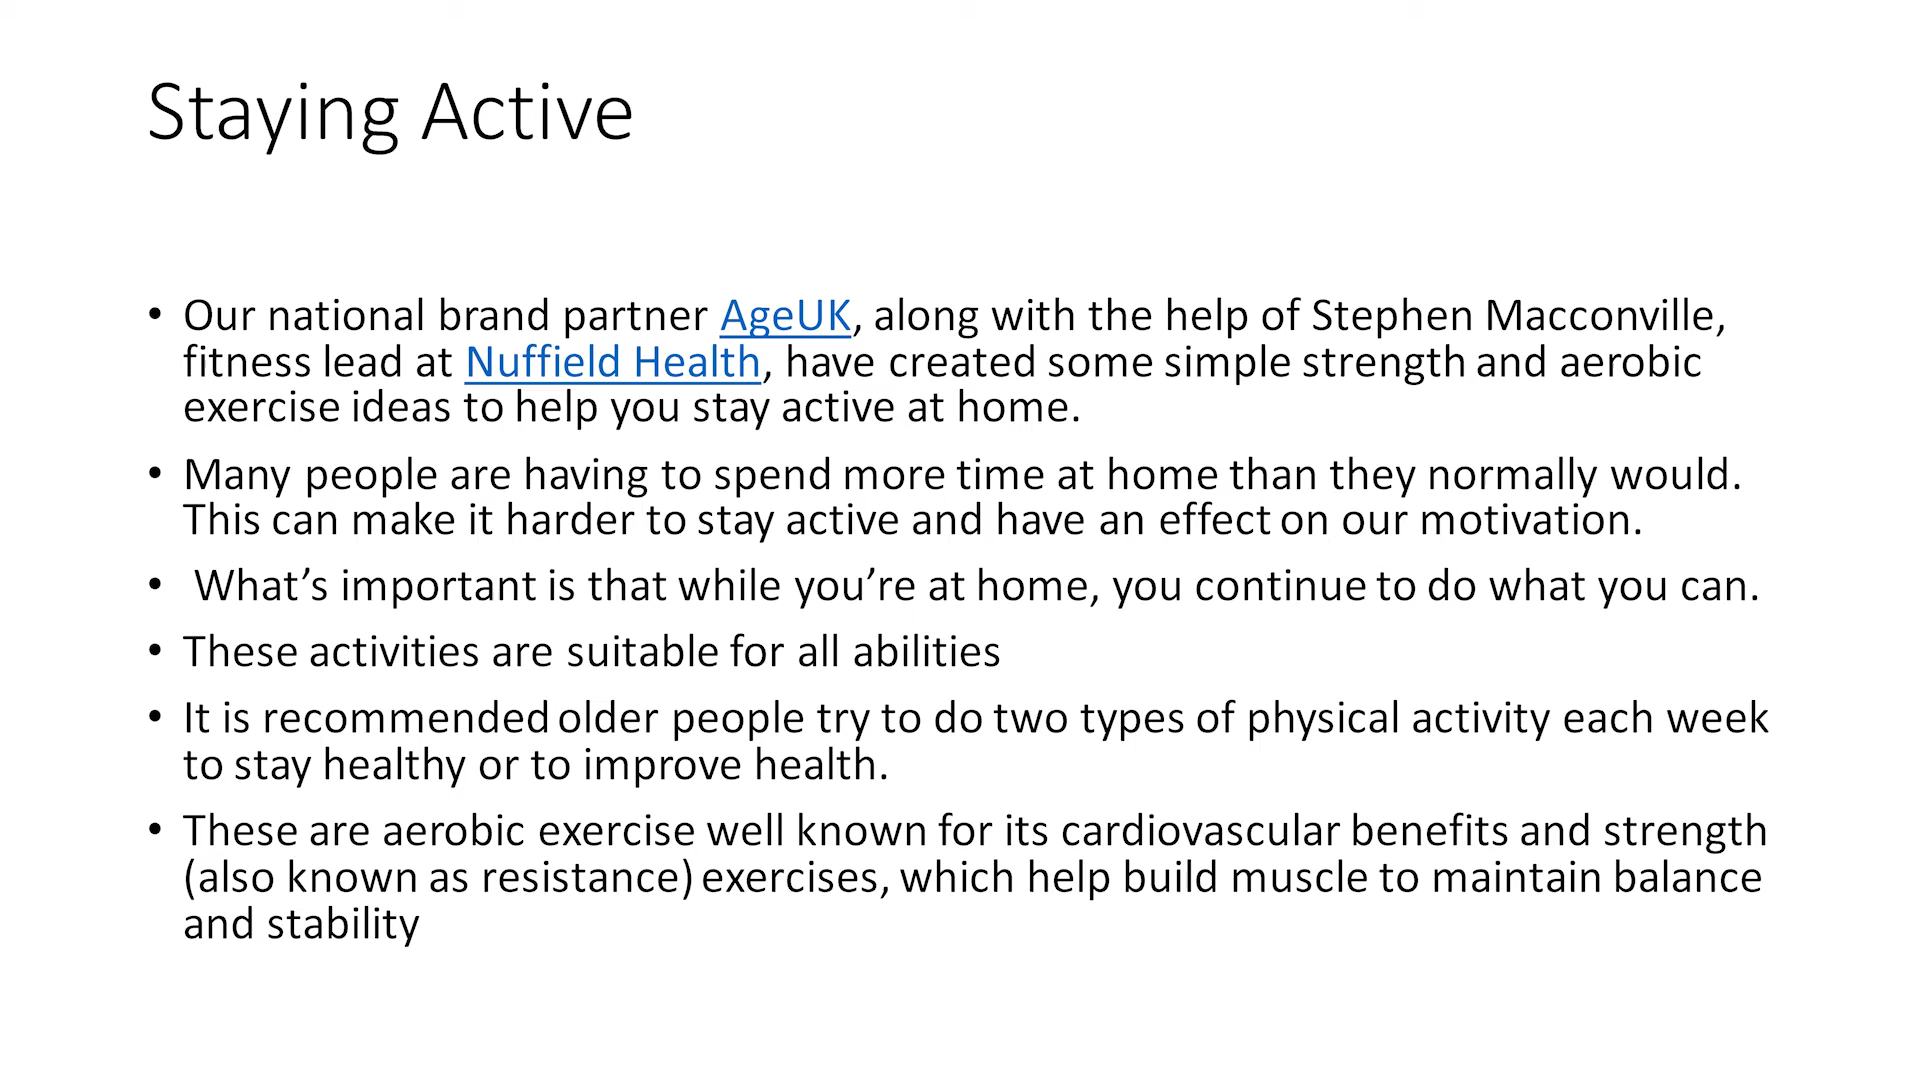 Staying Active
• Our national brand partner AgeUK, along with the help of Stephen Macconville,
fitness lead at Nuffield Health, have created some simple strength and aerobic
exercise ideas to help you stay active at home.
• Many people are having to spend more time at home than they normally would.
This can make it harder to stay active and have an effect on our motivation.
• What’s important is that while you’re at home, you continue to do what you can.
• These activities are suitable for all abilities
• It is recommended older people try to do two types of physical activity each week
to stay healthy or to improve health.
• These are aerobic exercise well known for its cardiovascular benefits and strength
(also known as resistance) exercises, which help build muscle to maintain balance
and stability